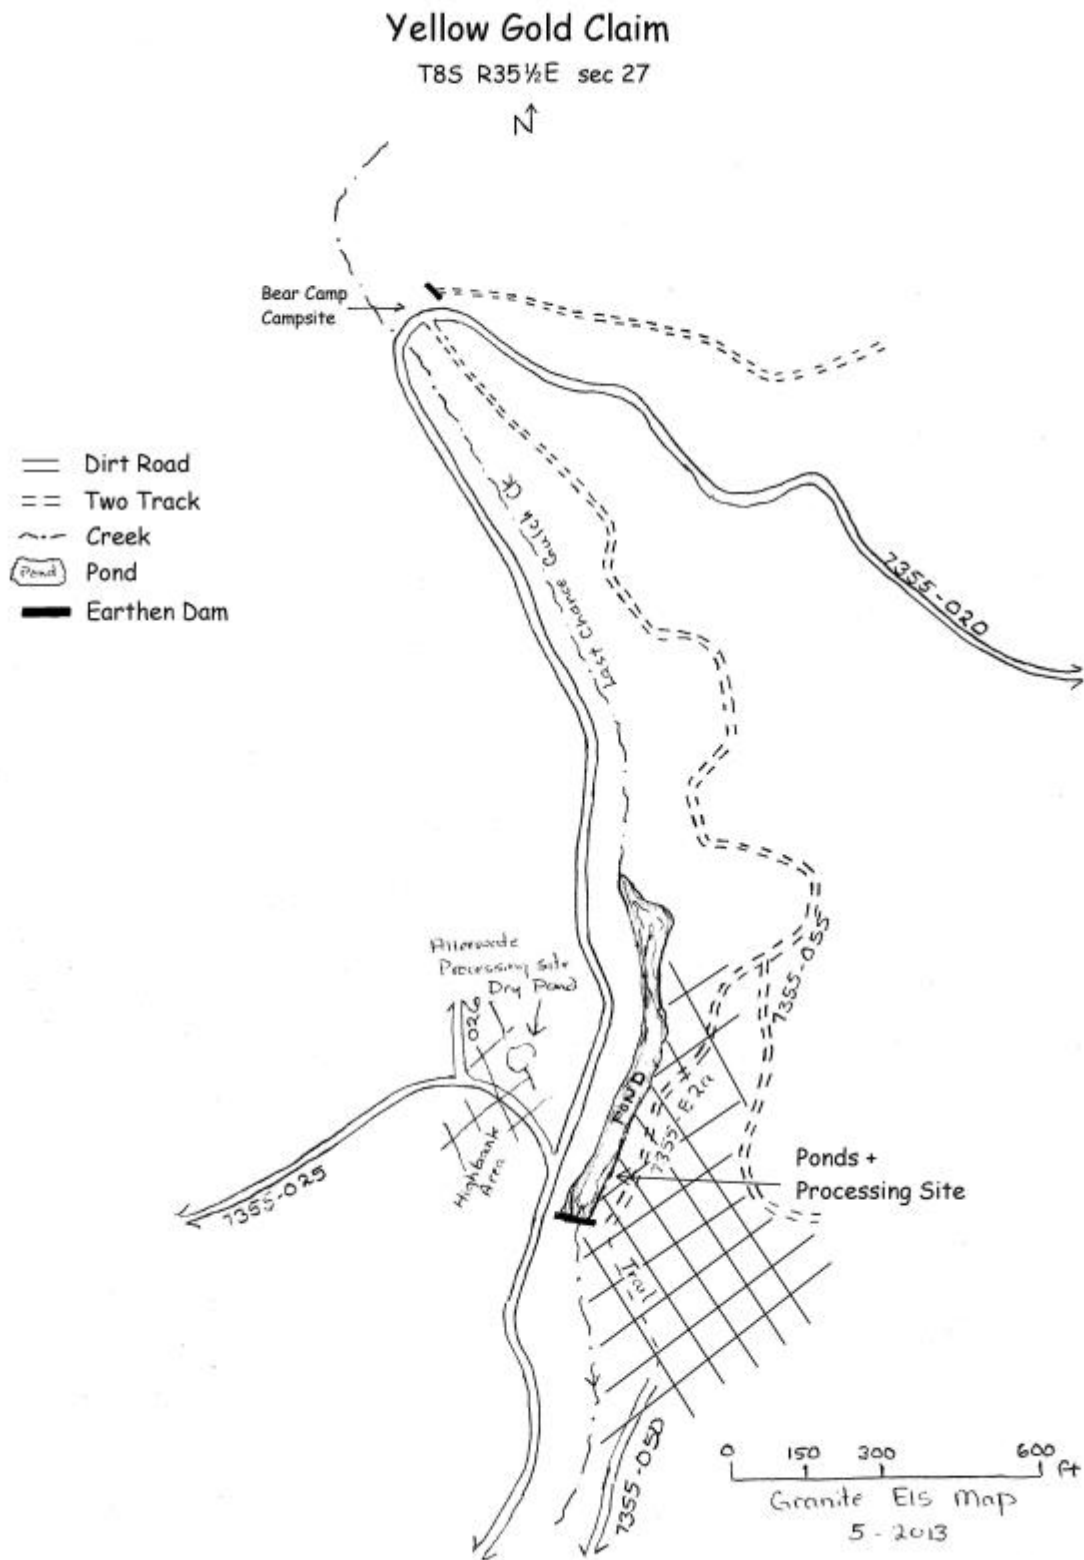 Yellow Gold Claim
T8S R35½E sec 27
N
Bear Camp
Campsite
Dirt Road
Two Track
Creek
Pond
Pond
Earthen Dam
Last Chance Gulch Ck
7355-020
7355-055
Processing Site
Dry Pond
026
POND
7355-E2a
Highbank
Area
7355-025
Ponds +
Processing Site
Trail
7355-050
0 150 300 600 ft
Granite EIS Map
5-2013